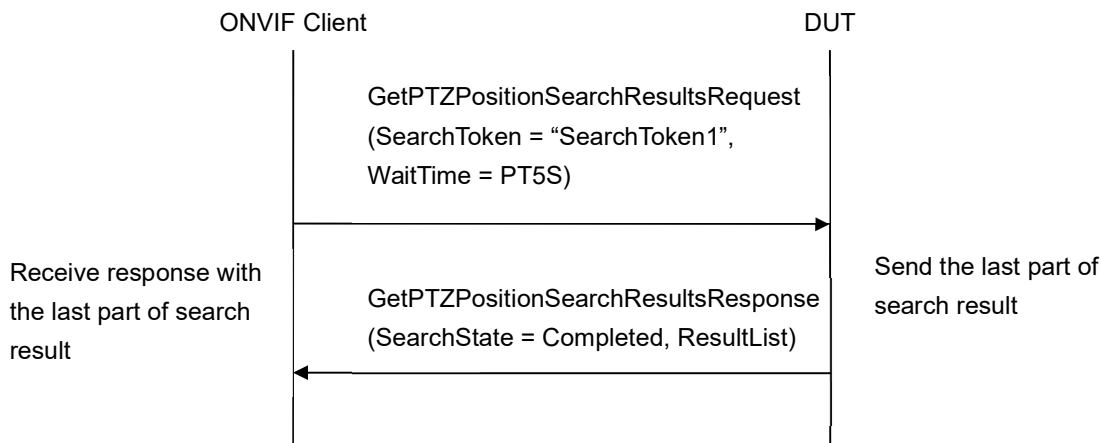 ONVIF Client
DUT
GetPTZPositionSearchResultsRequest
(SearchToken = “SearchToken1”,
WaitTime = PT5S)
Receive response with
the last part of search
result
GetPTZPositionSearchResultsResponse
(SearchState = Completed, ResultList)
Send the last part of
search result